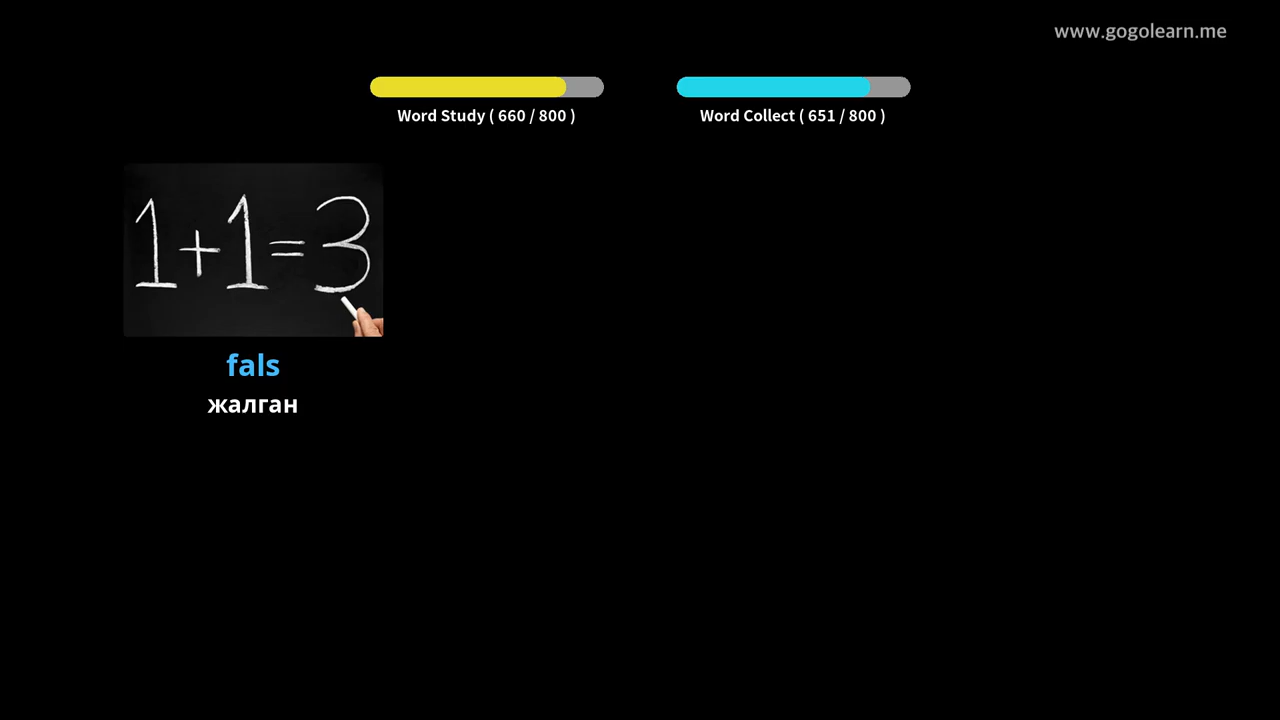 www.gogolearn.me
Word Study ( 660 / 800 )
Word Collect ( 651 / 800 )
1+1=3
fals
жалган